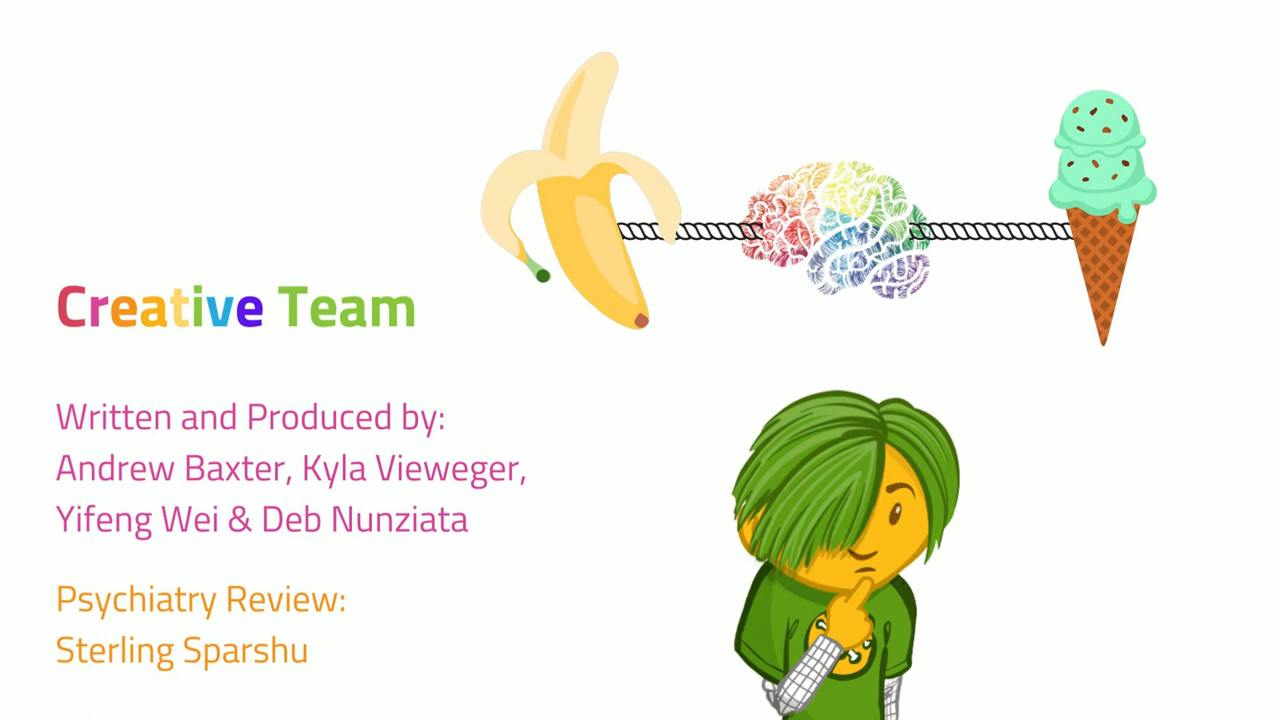 Creative Team
Written and Produced by:
Andrew Baxter, Kyla Vieweger,
Yifeng Wei & Deb Nunziata
Psychiatry Review:
Sterling Sparshu